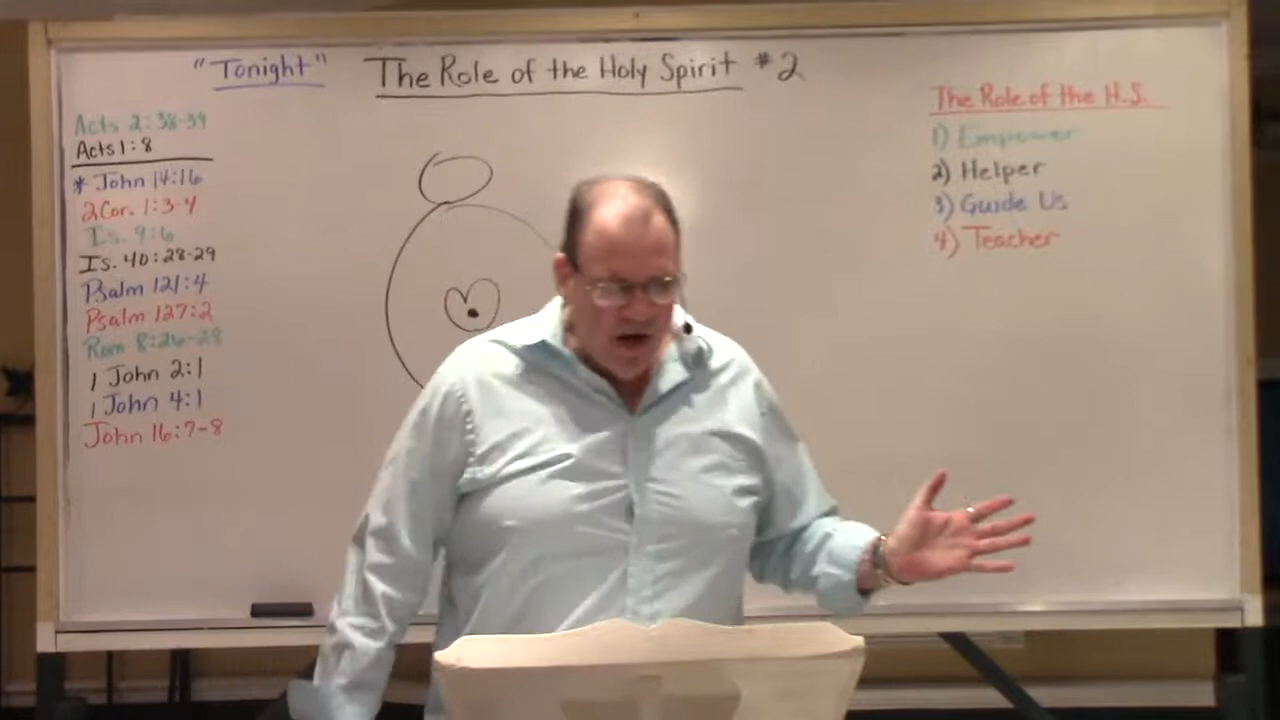 "Tonight" The Role of the Holy Spirit #2
Acts 2:38-39
Acts 1:8
* John 14:16
2Cor. 1:3-4
Is. 9:6
Is. 40:28-29
Psalm 121:4
Psalm 127:2
Rom 8:26-28
1 John 2:1
1 John 4:1
John 16:7-8
The Role of the H.S.
1) Empower
2) Helper
3) Guide Us
4) Teacher